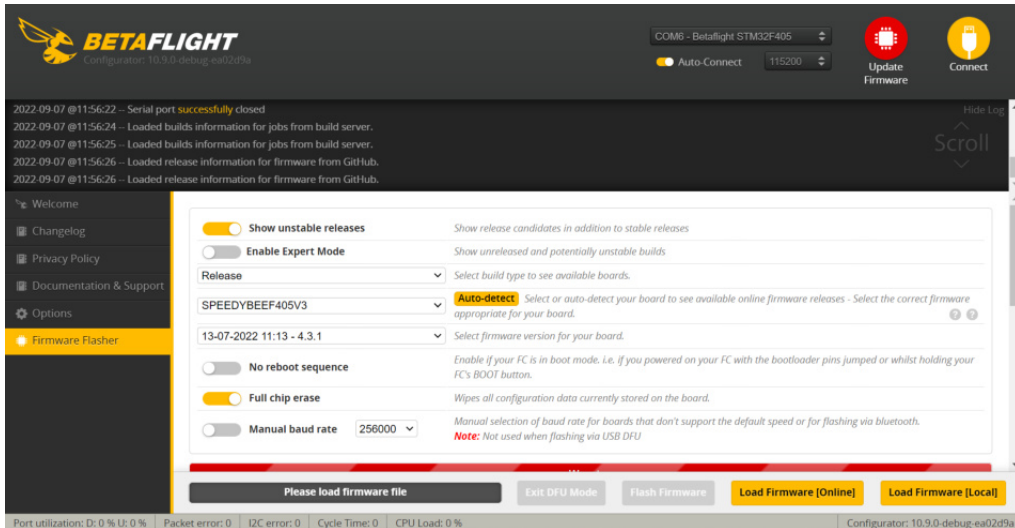 BETAFLIGHT
Configurator: 10.9.0-debug-ea02d9a
COM6 - Betaflight STM32F405
Auto-Connect
115200
Update
Firmware
Connect
2022-09-07 @11:56:22 -- Serial port successfully closed
2022-09-07 @11:56:24 -- Loaded builds information for jobs from build server.
2022-09-07 @11:56:25 -- Loaded builds information for jobs from build server.
2022-09-07 @11:56:26 -- Loaded release information for firmware from GitHub.
2022-09-07 @11:56:26 -- Loaded release information for firmware from GitHub.
Hide Log
Scroll
Welcome
Changelog
Privacy Policy
Documentation & Support
Options
Firmware Flasher
Show unstable releases
Show release candidates in addition to stable releases
Enable Expert Mode
Show unreleased and potentially unstable builds
Release
Select build type to see available boards.
SPEEDYBEEF405V3
Auto-detect Select or auto-detect your board to see available online firmware releases - Select the correct firmware
appropriate for your board.
13-07-2022 11:13 - 4.3.1
Select firmware version for your board.
No reboot sequence
Enable if your FC is in boot mode. i.e. if you powered on your FC with the bootloader pins jumped or whilst holding your
FC's BOOT button.
Full chip erase
Wipes all configuration data currently stored on the board.
Manual baud rate 256000
Manual selection of baud rate for boards that don't support the default speed or for flashing via bluetooth.
Note: Not used when flashing via USB DFU
Please load firmware file
Exit DFU Mode
Flash Firmware
Load Firmware [Online]
Load Firmware [Local]
Port utilization: D: 0 % U: 0 %
Packet error: 0
I2C error: 0
Cycle Time: 0
CPU Load: 0 %
Configurator: 10.9.0-debug-ea02d9a